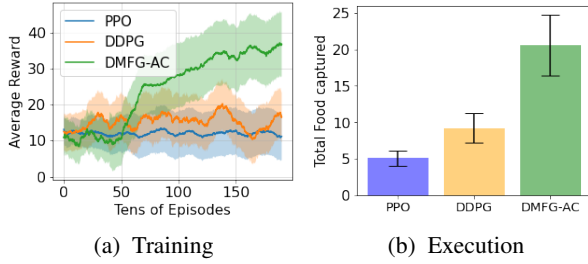 PPO
DDPG
DMFG-AC
Average Reward
40
30
20
10
0
0 50 100 150
Tens of Episodes
(a) Training
Total Food captured
25
20
15
10
5
0
PPO DDPG DMFG-AC
(b) Execution